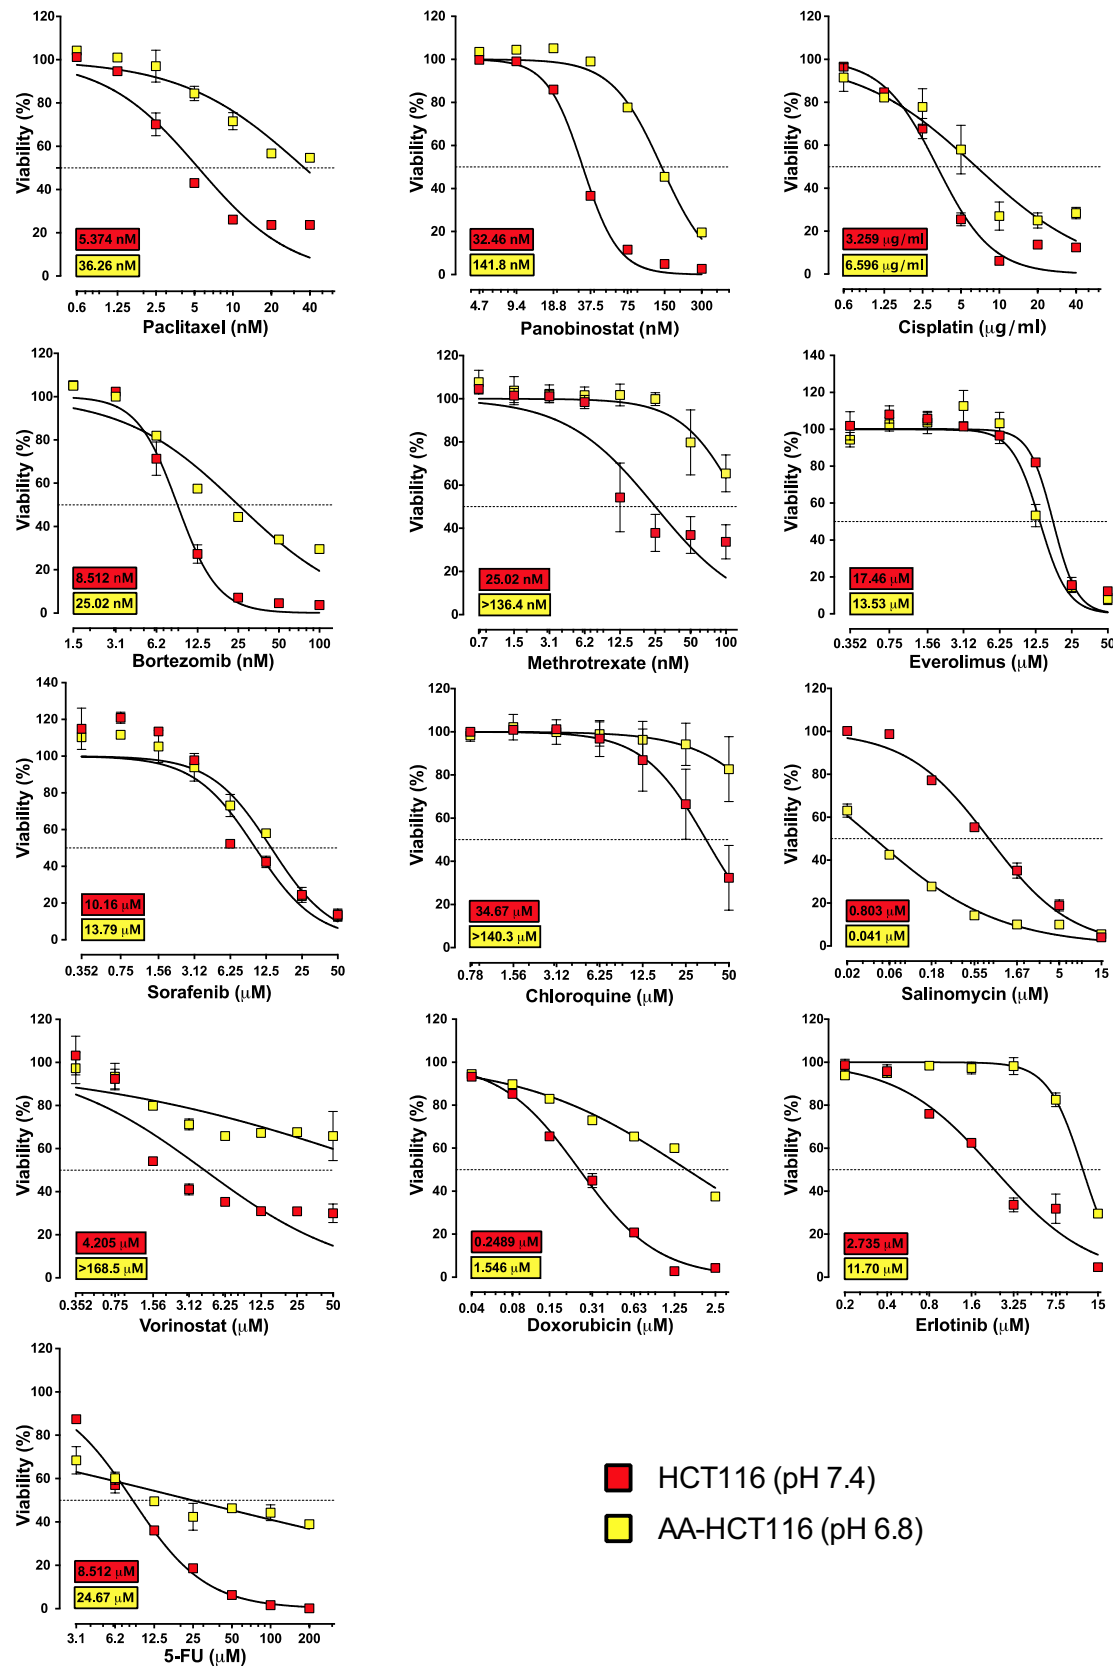 Viability (%)
120
100
80
60
40
20
0
5.374 nM
36.26 nM
0.6 1.25 2.5 5 10 20 40
Paclitaxel (nM)
Viability (%)
120
100
80
60
40
20
0
32.46 nM
141.8 nM
4.7 9.4 18.8 37.5 75 150 300
Panobinostat (nM)
Viability (%)
120
100
80
60
40
20
0
3.259 µg/ml
6.596 µg/ml
0.6 1.25 2.5 5 10 20 40
Cisplatin (µg/ml)
Viability (%)
120
100
80
60
40
20
0
8.512 nM
25.02 nM
1.5 3.1 6.2 12.5 25 50 100
Bortezomib (nM)
Viability (%)
120
100
80
60
40
20
0
25.02 nM
>136.4 nM
0.7 1.5 3.1 6.2 12.5 25 50 100
Methrotrexate (nM)
Viability (%)
140
120
100
80
60
40
20
0
17.46 µM
13.53 µM
0.352 0.75 1.56 3.12 6.25 12.5 25 50
Everolimus (µM)
Viability (%)
140
120
100
80
60
40
20
0
10.16 µM
13.79 µM
0.352 0.75 1.56 3.12 6.25 12.5 25 50
Sorafenib (µM)
Viability (%)
120
100
80
60
40
20
0
34.67 µM
>140.3 µM
0.78 1.56 3.12 6.25 12.5 25 50
Chloroquine (µM)
Viability (%)
120
100
80
60
40
20
0
0.803 µM
0.041 µM
0.02 0.06 0.18 0.55 1.67 5 15
Salinomycin (µM)
Viability (%)
120
100
80
60
40
20
0
4.205 µM
>168.5 µM
0.352 0.75 1.56 3.12 6.25 12.5 25 50
Vorinostat (µM)
Viability (%)
120
100
80
60
40
20
0
0.2489 µM
1.546 µM
0.04 0.08 0.15 0.31 0.63 1.25 2.5
Doxorubicin (µM)
Viability (%)
120
100
80
60
40
20
0
2.735 µM
11.70 µM
0.2 0.4 0.8 1.6 3.25 7.5 15
Erlotinib (µM)
Viability (%)
120
100
80
60
40
20
0
8.512 µM
24.67 µM
3.1 6.2 12.5 25 50 100 200
5-FU (µM)
HCT116 (pH 7.4)
AA-HCT116 (pH 6.8)